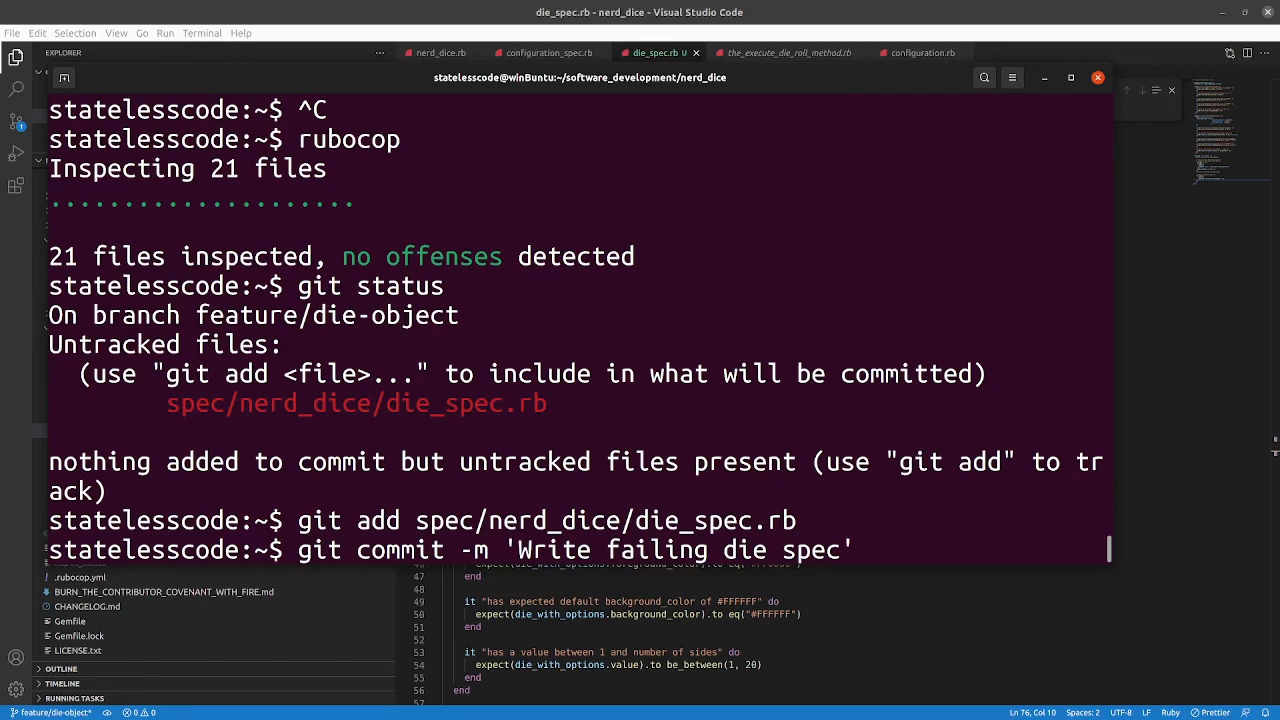 die_spec.rb - nerd_dice - Visual Studio Code
File Edit Selection View Go Run Terminal Help
EXPLORER
nerd_dice.rb configuration_spec.rb die_spec.rb U the_execute_die_roll_method.rb configuration.rb
statelesscode@winBuntu:~/software_development/nerd_dice
statelesscode:~$ ^C
statelesscode:~$ rubocop
Inspecting 21 files
.....................
21 files inspected, no offenses detected
statelesscode:~$ git status
On branch feature/die-object
Untracked files:
(use "git add <file>..." to include in what will be committed)
spec/nerd_dice/die_spec.rb
nothing added to commit but untracked files present (use "git add" to tr
ack)
statelesscode:~$ git add spec/nerd_dice/die_spec.rb
statelesscode:~$ git commit -m 'Write failing die spec'
.rubocop.yml
BURN_THE_CONTRIBUTOR_COVENANT_WITH_FIRE.md
CHANGELOG.md
Gemfile
Gemfile.lock
LICENSE.txt
OUTLINE
TIMELINE
RUNNING TASKS
47 end
48
49 it "has expected default background_color of #FFFFFF" do
50 expect(die_with_options.background_color).to eq("#FFFFFF")
51 end
52
53 it "has a value between 1 and number of sides" do
54 expect(die_with_options.value).to be_between(1, 20)
55 end
56 end
57
feature/die-object* 0 0 Ln 76, Col 10 Spaces: 2 UTF-8 LF Ruby Prettier